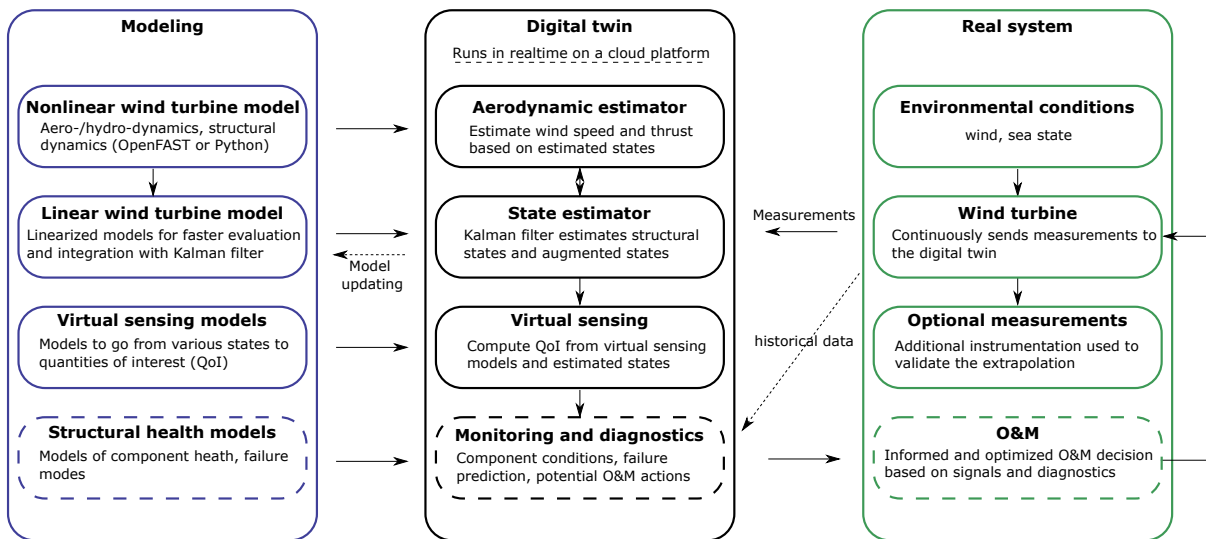 Modeling
Nonlinear wind turbine model
Aero-/hydro-dynamics, structural
dynamics (OpenFAST or Python)
Linear wind turbine model
Linearized models for faster evaluation
and integration with Kalman filter
Virtual sensing models
Models to go from various states to
quantities of interest (QoI)
Structural health models
Models of component heath, failure
modes
Model
updating
Digital twin
Runs in realtime on a cloud platform
Aerodynamic estimator
Estimate wind speed and thrust
based on estimated states
State estimator
Kalman filter estimates structural
states and augmented states
Virtual sensing
Compute QoI from virtual sensing
models and estimated states
Monitoring and diagnostics
Component conditions, failure
prediction, potential O&M actions
Measurements
historical data
Real system
Environmental conditions
wind, sea state
Wind turbine
Continuously sends measurements to
the digital twin
Optional measurements
Additional instrumentation used to
validate the extrapolation
O&M
Informed and optimized O&M decision
based on signals and diagnostics